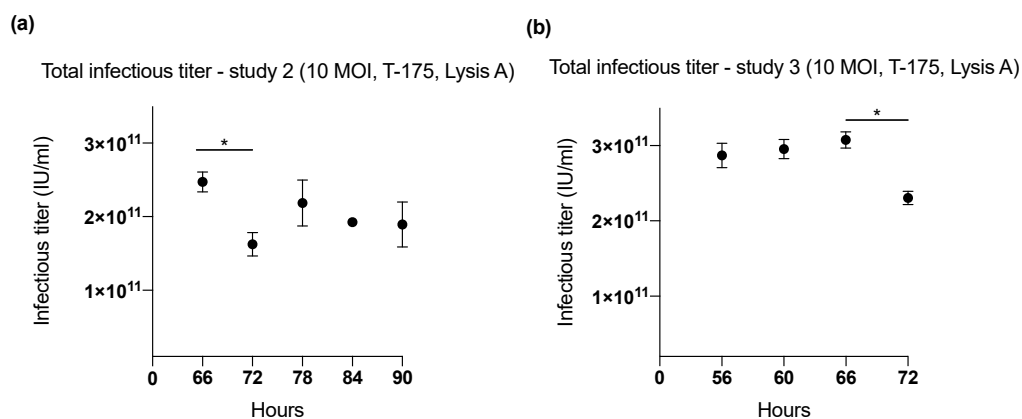 (a)
Total infectious titer - study 2 (10 MOI, T-175, Lysis A)
Infectious titer (IU/ml)
3×10¹¹
2×10¹¹
1×10¹¹
*
0 66 72 78 84 90
Hours
(b)
Total infectious titer - study 3 (10 MOI, T-175, Lysis A)
Infectious titer (IU/ml)
3×10¹¹
2×10¹¹
1×10¹¹
*
0 56 60 66 72
Hours